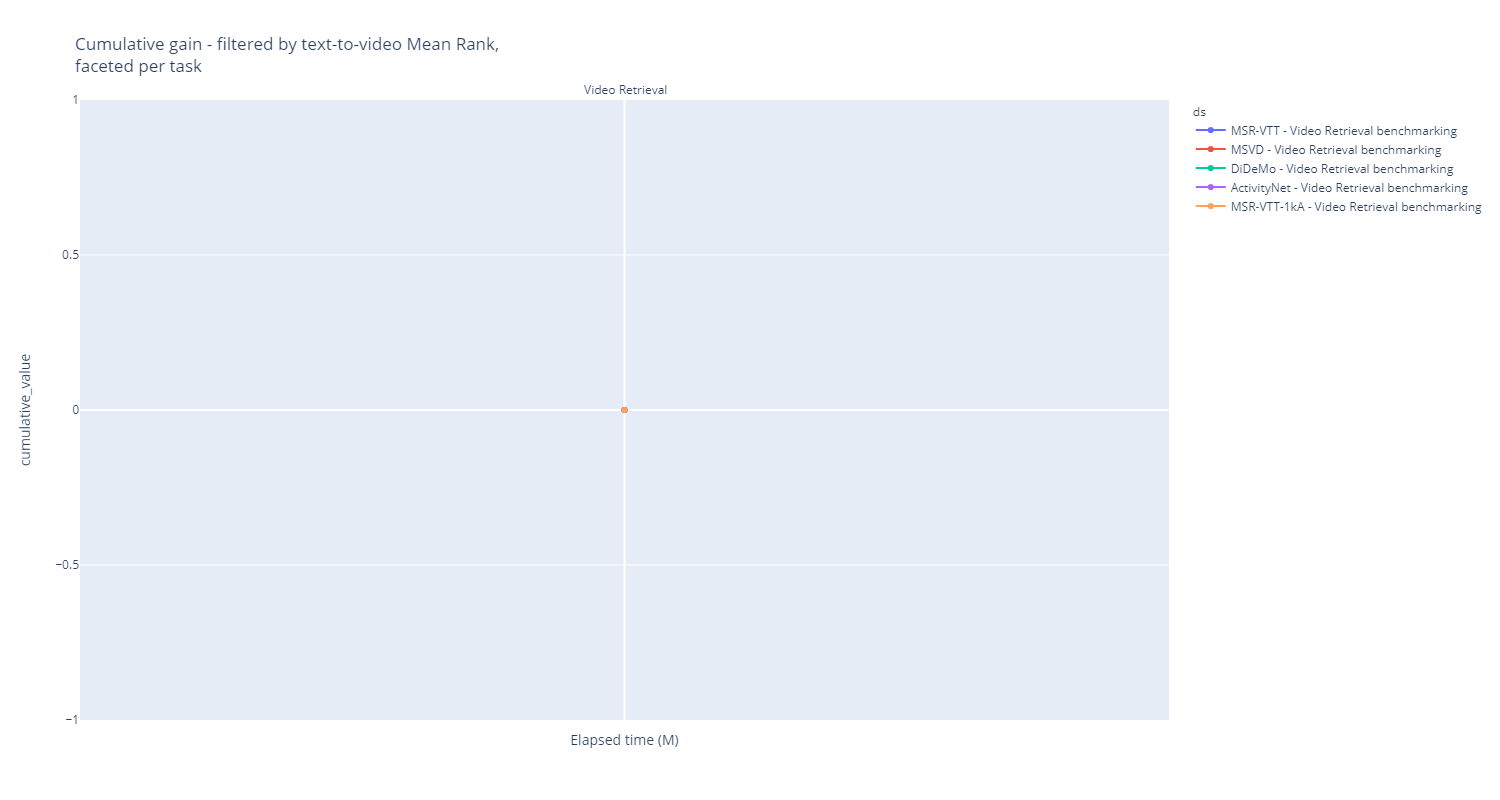 Cumulative gain - filtered by text-to-video Mean Rank,
faceted per task
Video Retrieval
1
0.5
0
−0.5
−1
cumulative_value
Elapsed time (M)
ds
MSR-VTT - Video Retrieval benchmarking
MSVD - Video Retrieval benchmarking
DiDeMo - Video Retrieval benchmarking
ActivityNet - Video Retrieval benchmarking
MSR-VTT-1kA - Video Retrieval benchmarking